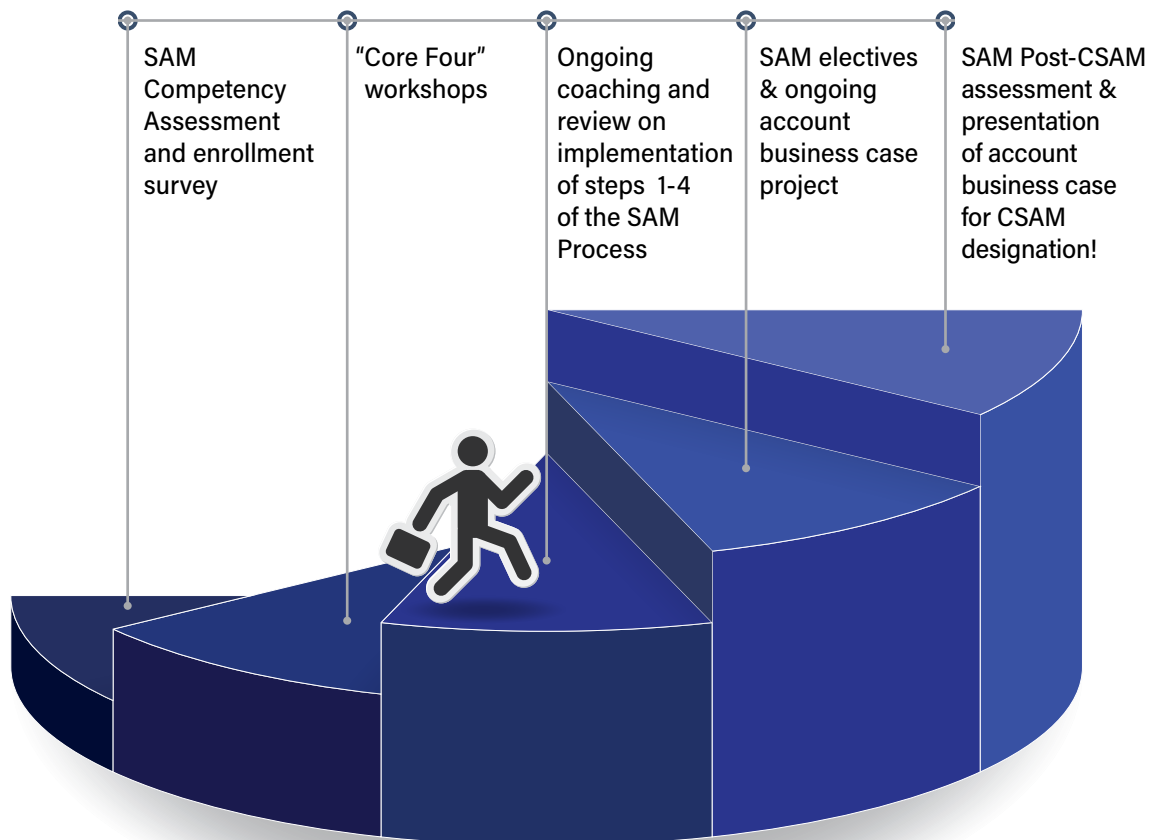 SAM
Competency
Assessment
and enrollment
survey
“Core Four”
workshops
Ongoing
coaching and
review on
implementation
of steps 1-4
of the SAM
Process
SAM electives
& ongoing
account
business case
project
SAM Post-CSAM
assessment &
presentation
of account
business case
for CSAM
designation!